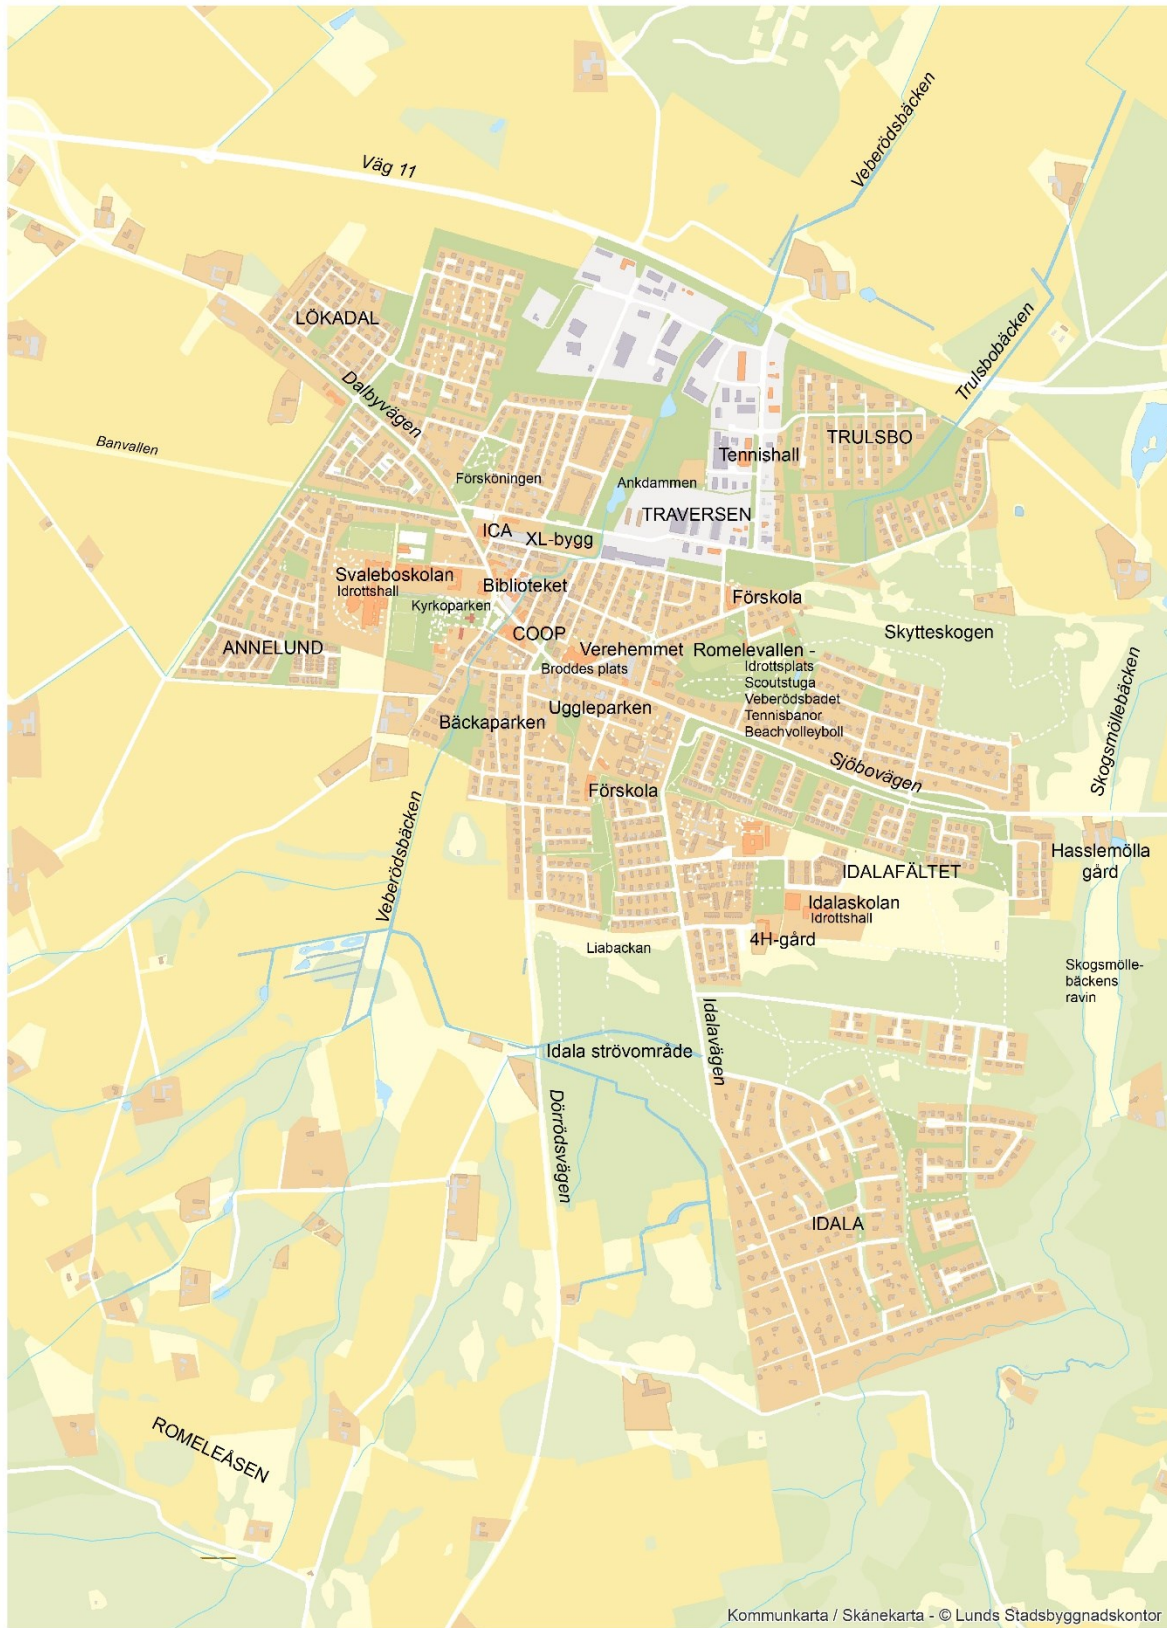 Väg 11
Veberödsbäcken
Trulsbobäcken
LÖKADAL
Dalbyvägen
Banvallen
Försköningen
Ankdammen
Tennishall
TRULSBO
TRAVERSEN
ICA
XL-bygg
Svaleboskolan
Idrottshall
Biblioteket
Kyrkoparken
Förskola
Skytteskogen
ANNELUND
COOP
Verehemmet
Broddes plats
Romelevallen -
Idrottsplats
Scoutstuga
Veberödsbadet
Tennisbanor
Beachvolleyboll
Skogsmöllebäcken
Uggleparken
Bäckaparken
Sjöbovägen
Förskola
Veberödsbäcken
IDALAFÄLTET
Hasslemölla
gård
Idalaskolan
Idrottshall
4H-gård
Liabackan
Skogsmölle-
bäckens
ravin
Idalavägen
Idala strövområde
Dörrödsvägen
IDALA
ROMELEÅSEN
Kommunkarta / Skånekarta - © Lunds Stadsbyggnadskontor